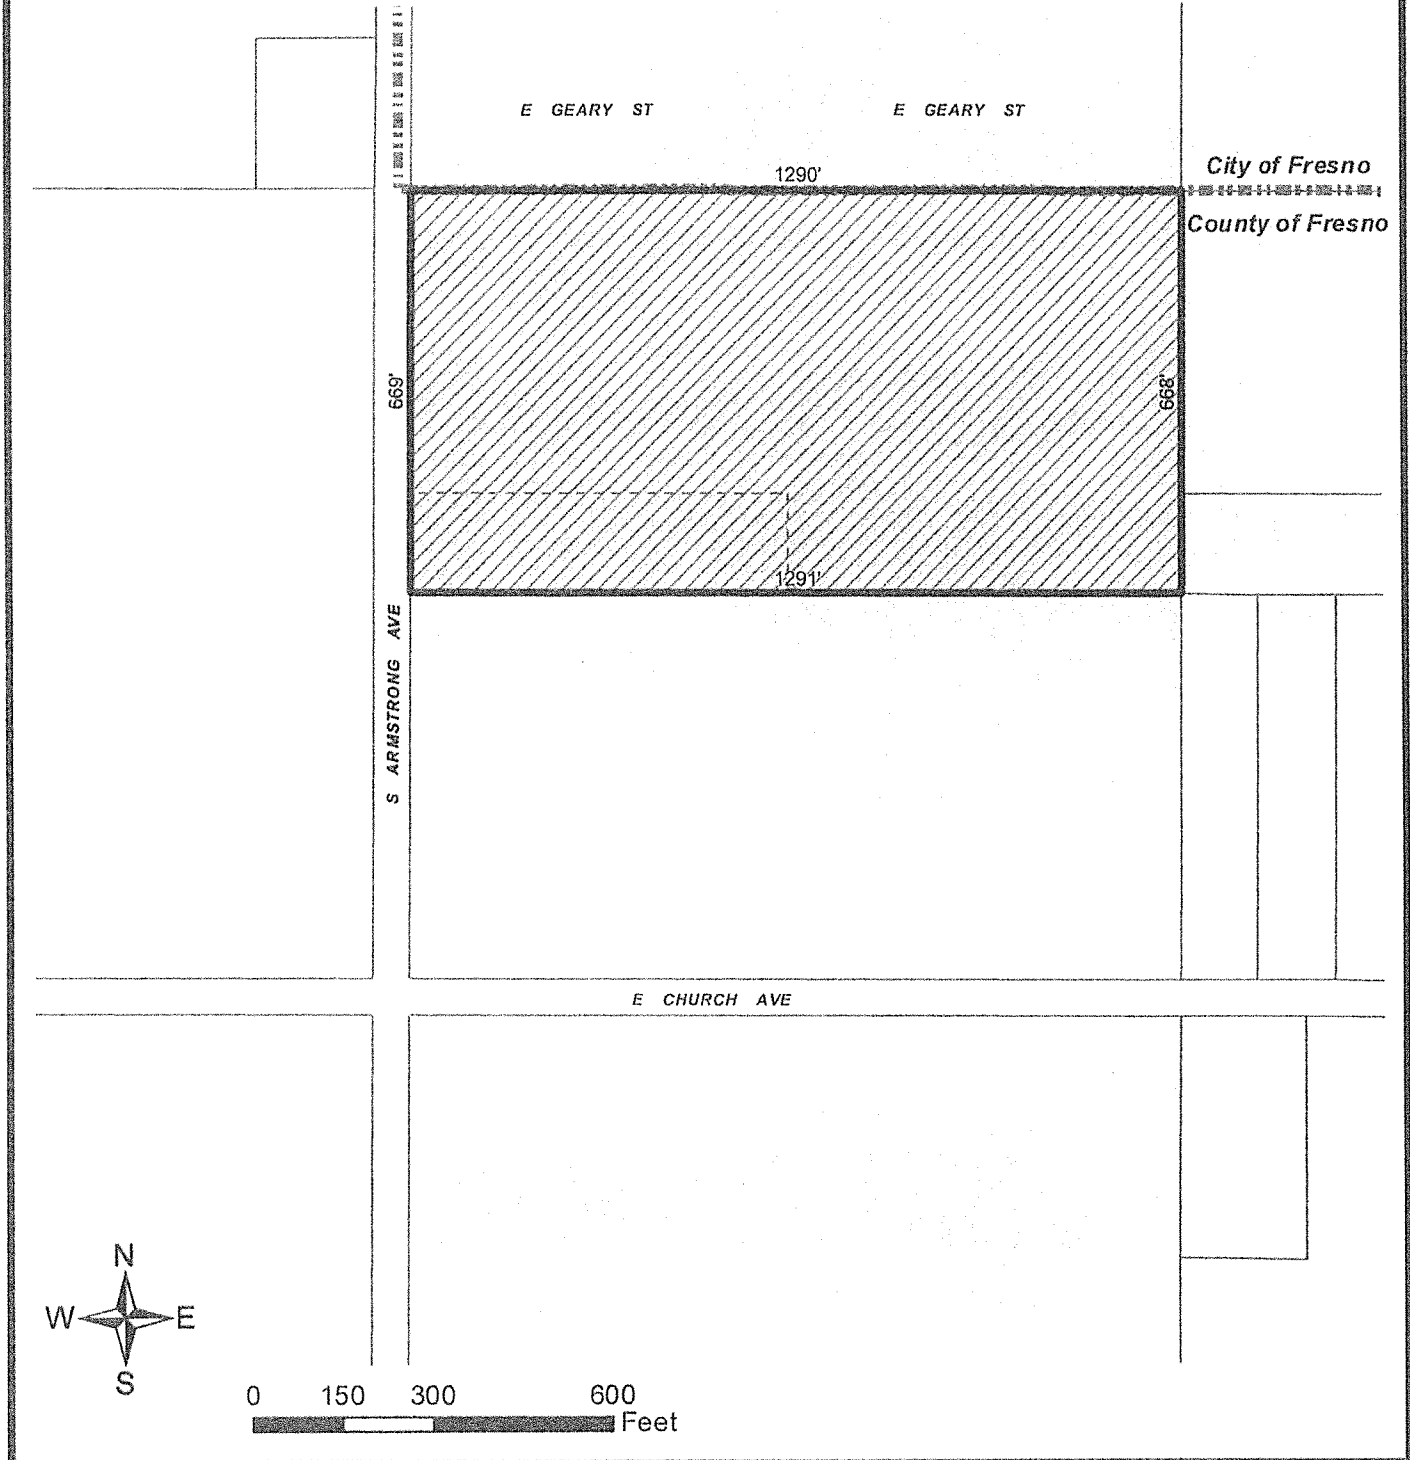 E GEARY ST E GEARY ST
City of Fresno
1290'
County of Fresno
669'
668'
1291'
S ARMSTRONG AVE
E CHURCH AVE
N
W E
S
0 150 300 600
Feet